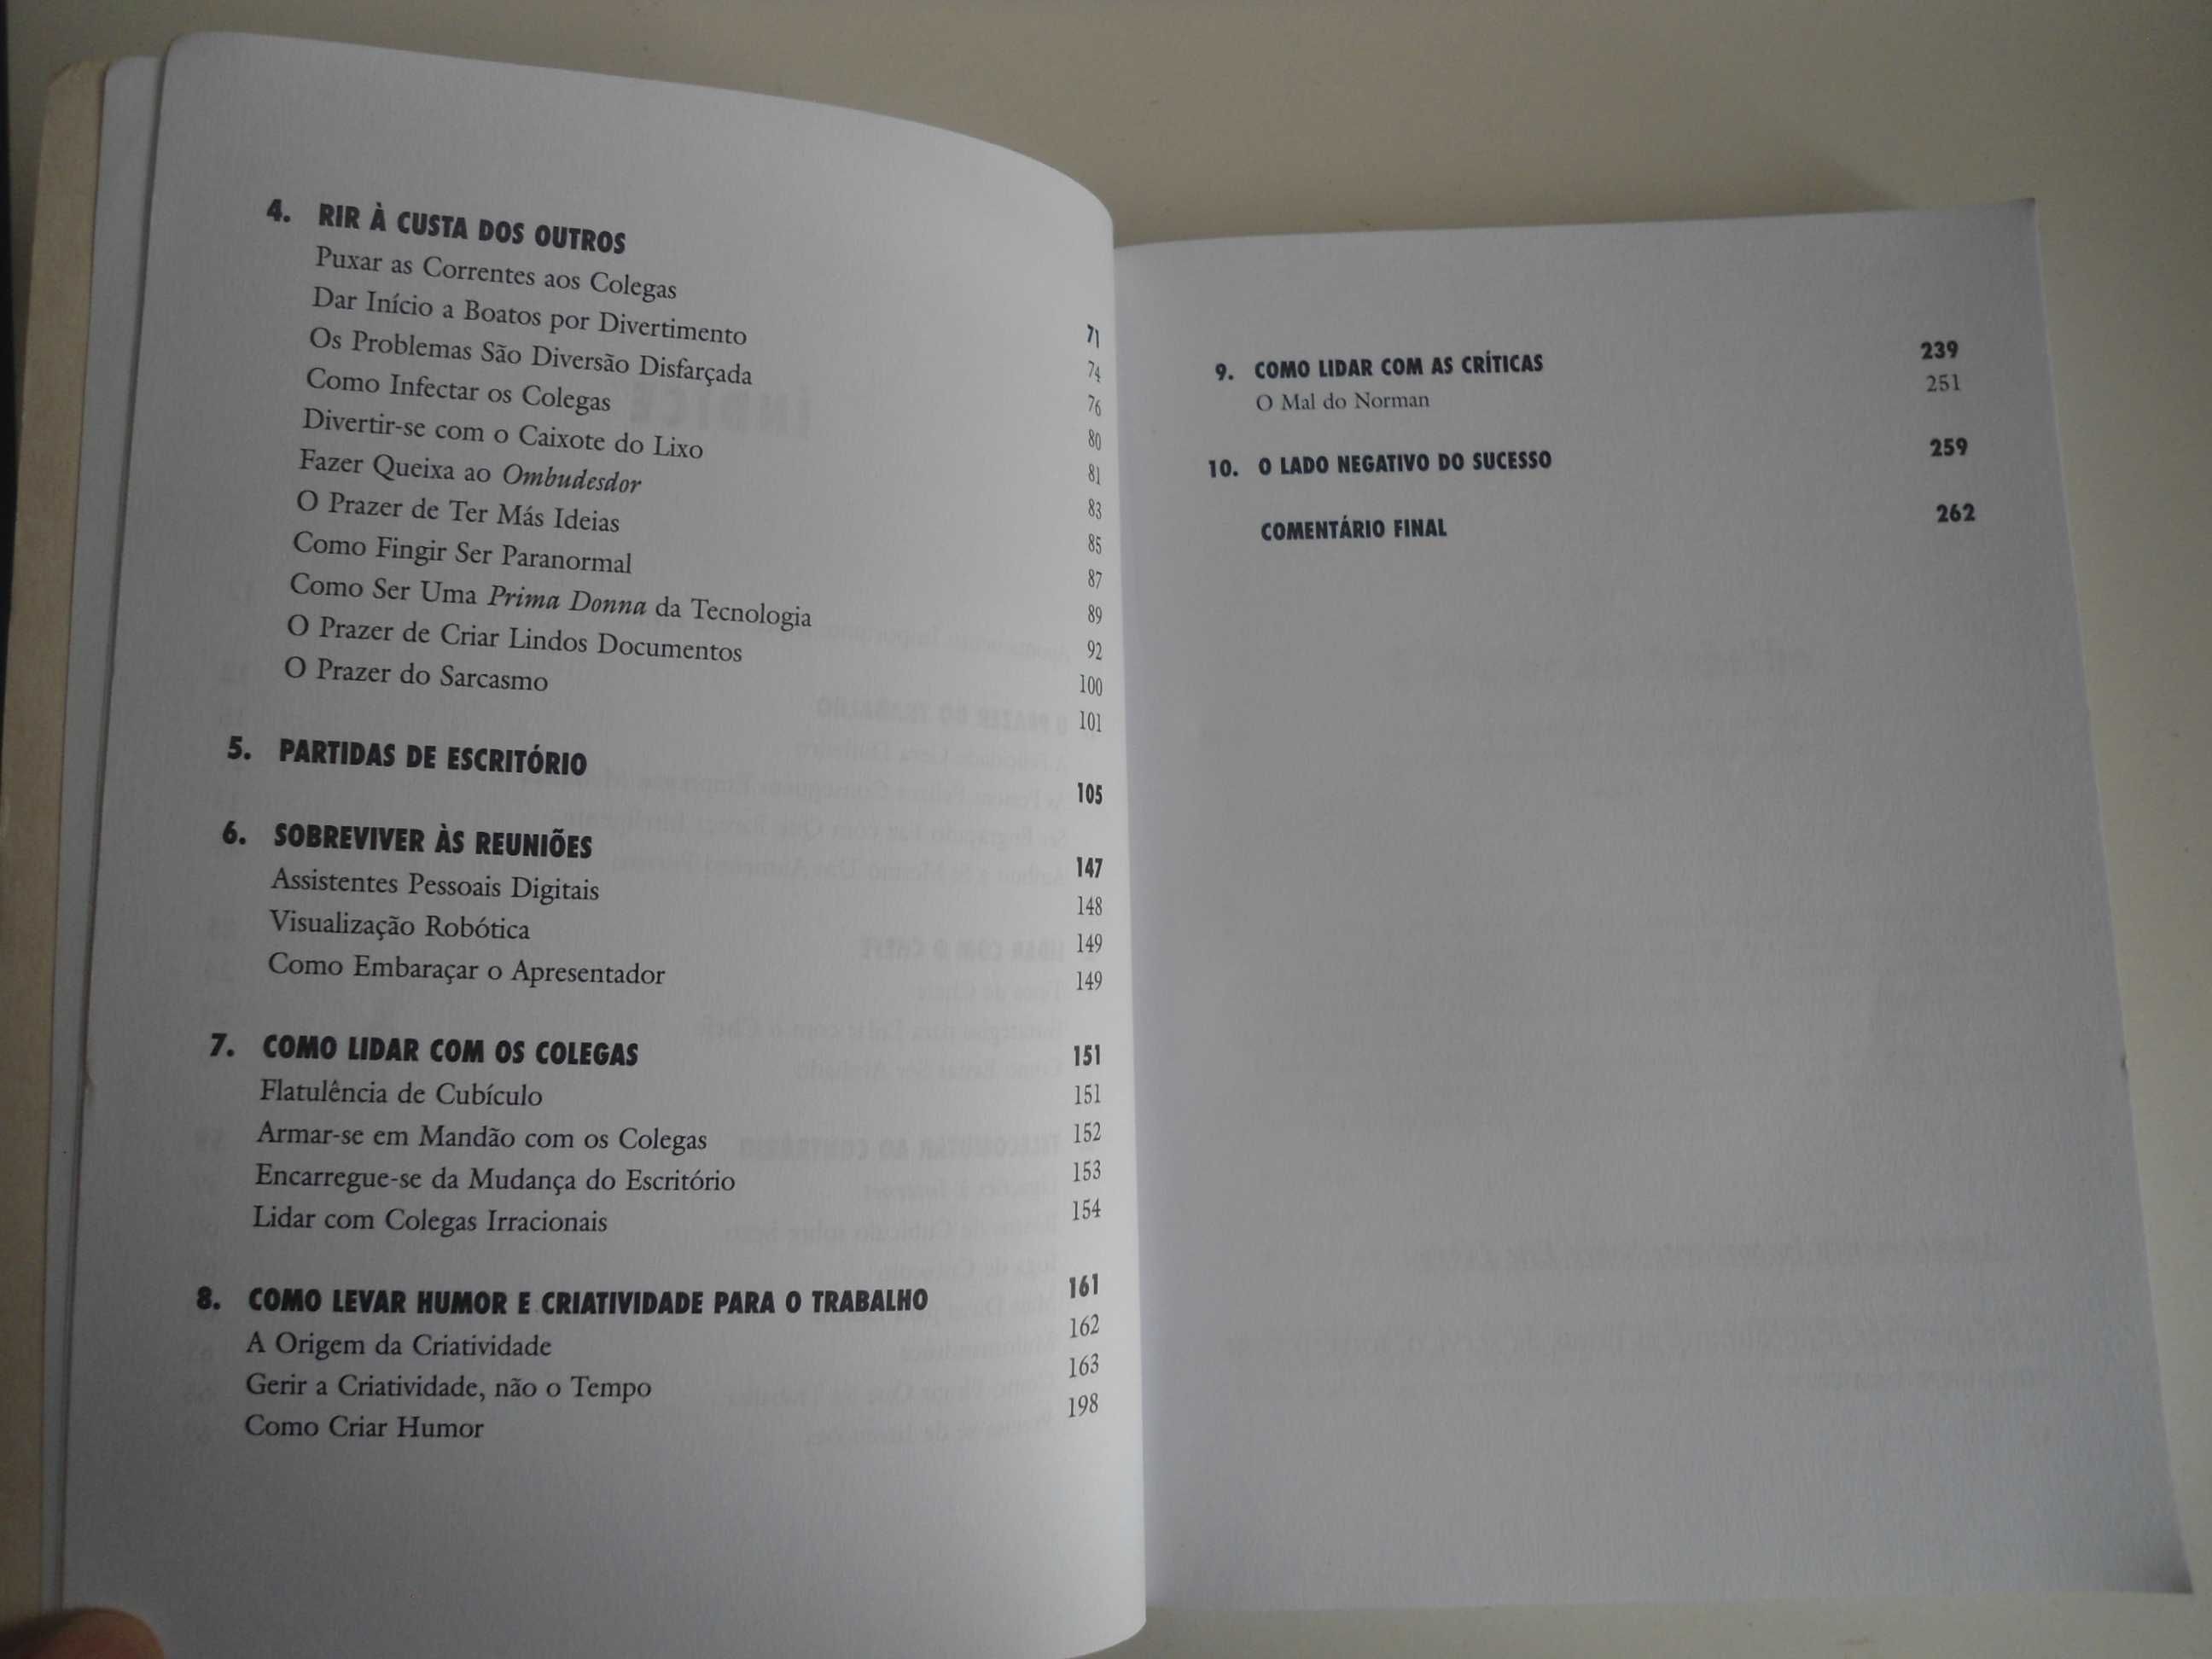 4. RIR À CUSTA DOS OUTROS 71
Puxar as Correntes aos Colegas 74
Dar Início a Boatos por Divertimento 76
Os Problemas São Diversão Disfarçada 80
Como Infectar os Colegas 81
Divertir-se com o Caixote do Lixo 83
Fazer Queixa ao Ombudesdor 85
O Prazer de Ter Más Ideias 87
Como Fingir Ser Paranormal 89
Como Ser Uma Prima Donna da Tecnologia 92
O Prazer de Criar Lindos Documentos 100
O Prazer do Sarcasmo 101
5. PARTIDAS DE ESCRITÓRIO 105
6. SOBREVIVER ÀS REUNIÕES 147
Assistentes Pessoais Digitais 148
Visualização Robótica 149
Como Embaraçar o Apresentador 149
7. COMO LIDAR COM OS COLEGAS 151
Flatulência de Cubículo 151
Armar-se em Mandão com os Colegas 152
Encarregue-se da Mudança do Escritório 153
Lidar com Colegas Irracionais 154
8. COMO LEVAR HUMOR E CRIATIVIDADE PARA O TRABALHO 161
A Origem da Criatividade 162
Gerir a Criatividade, não o Tempo 163
Como Criar Humor 198
9. COMO LIDAR COM AS CRÍTICAS 239
O Mal do Norman 251
10. O LADO NEGATIVO DO SUCESSO 259
COMENTÁRIO FINAL 262